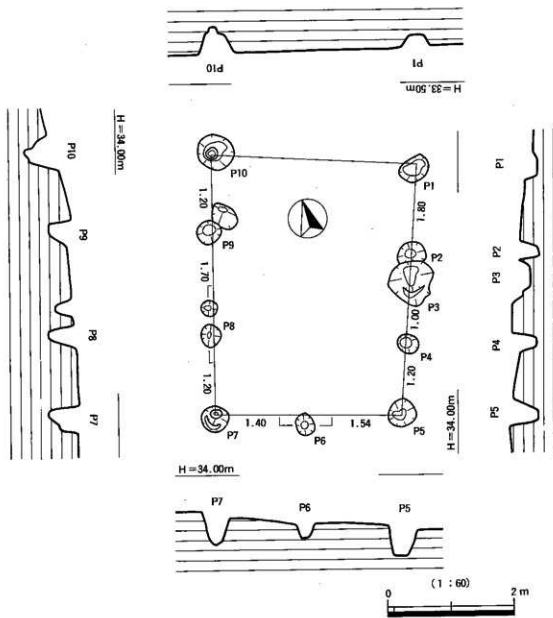 P10
P1
H=33.50m
H=34.00m
P10
P9
P8
P7
P10
P1
1.20
1.80
P9
P2
P3
1.70
1.00
P8
P4
1.20
1.20
P7
1.40
P6
1.54
P5
P1
P2
P3
P4
P5
H=34.00m
H=34.00m
P7
P6
P5
(1:60)
0
2m